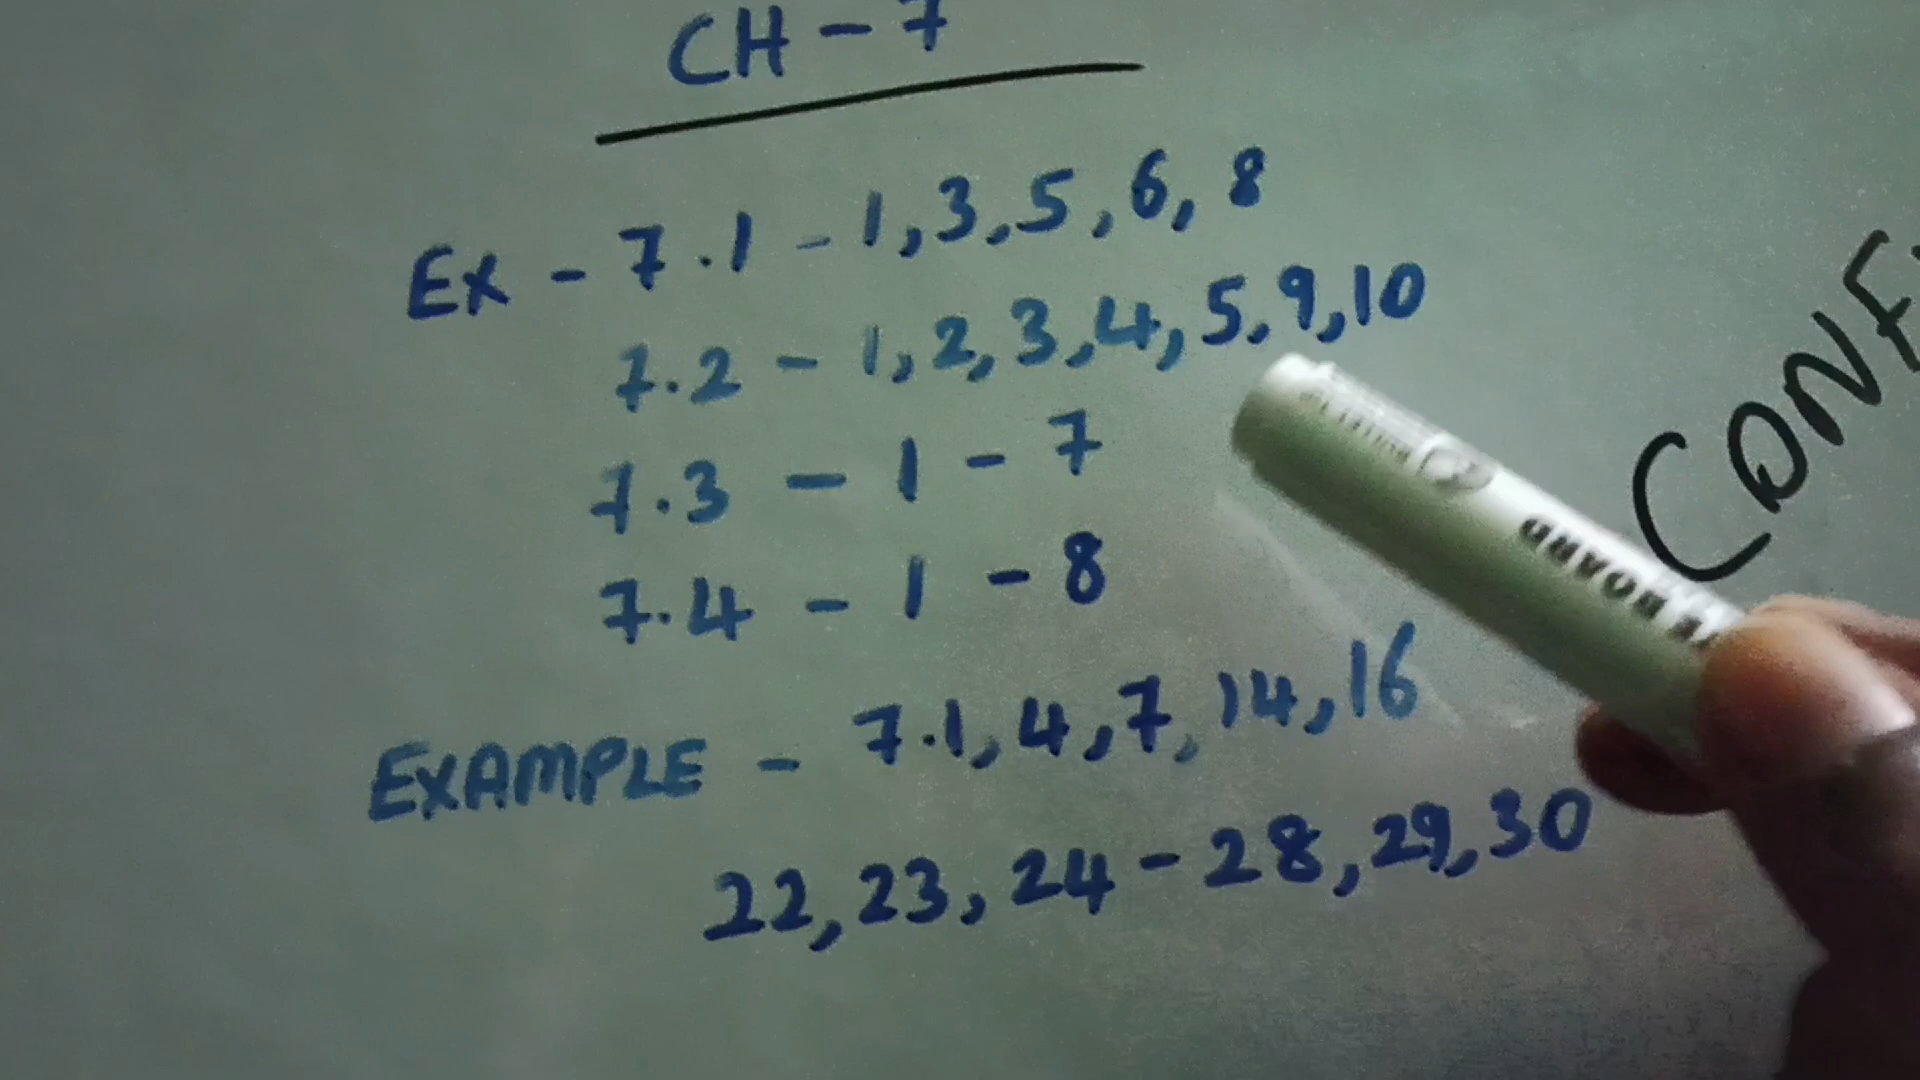 CH - 7
Ex - 7.1 - 1,3,5,6,8
7.2 - 1,2,3,4,5,9,10
7.3 - 1 - 7
7.4 - 1 - 8
EXAMPLE - 7.1,4,7,14,16
22,23,24-28,29,30